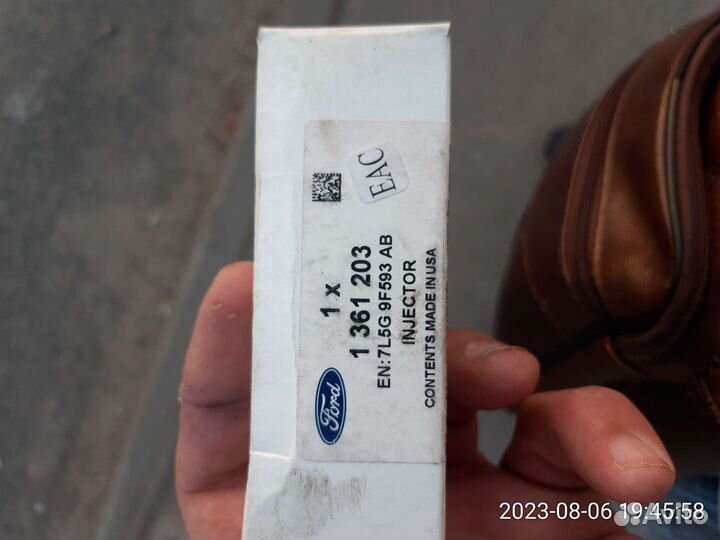 EAC
1 x
1 361 203
EN:7L5G 9F593 AB
INJECTOR
CONTENTS MADE IN USA
Ford
2023-08-06 19:45:58
Avito